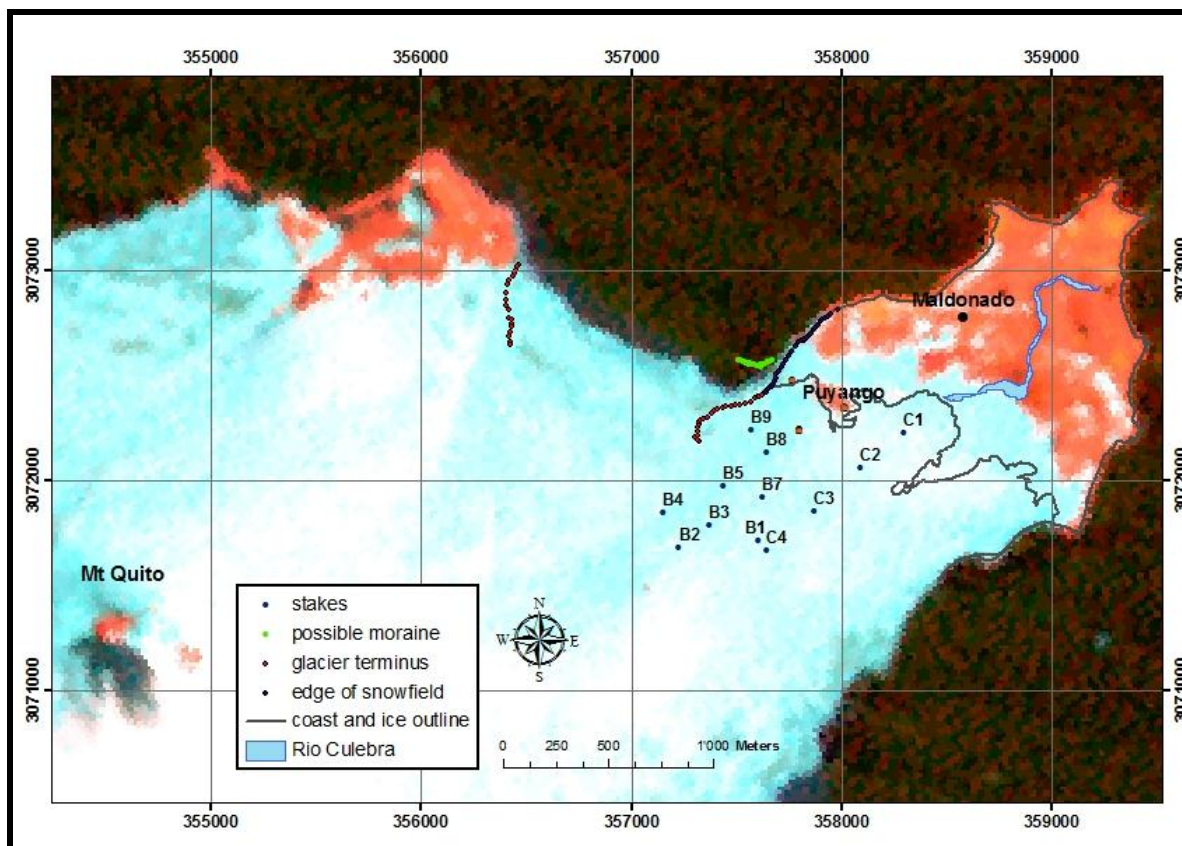 355000 356000 357000 358000 359000
3073000 3073000
Maldonado
Puyango
B9 C1
B8
C2
B5 B7
3072000 3072000
B4 C3
B3
B1
B2 C4
Mt Quito
stakes
possible moraine
glacier terminus
edge of snowfield
coast and ice outline
Rio Culebra
N
W E
S
0 250 500 1'000 Meters
3071000 3071000
355000 356000 357000 358000 359000